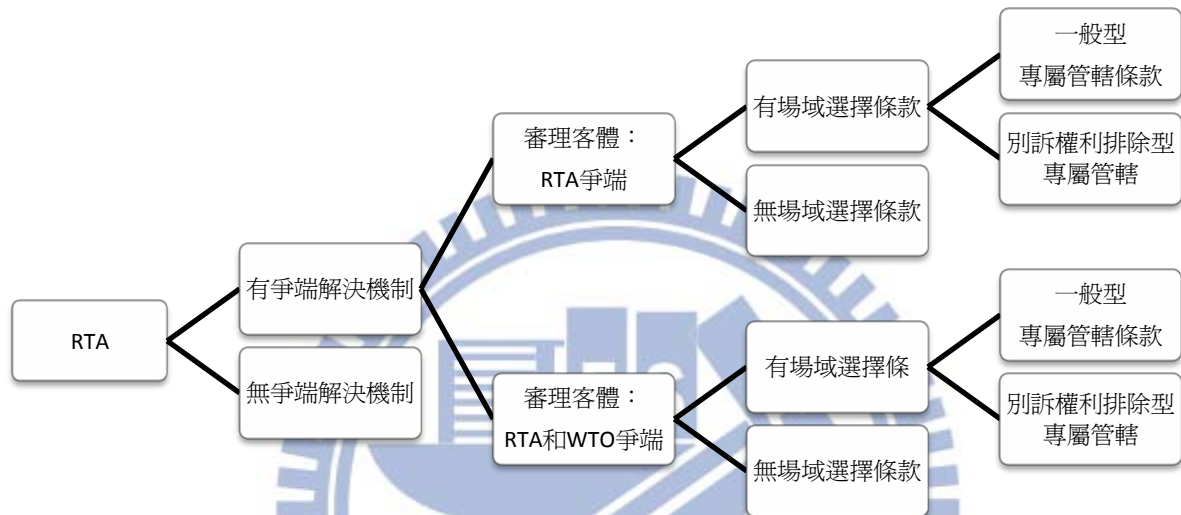 RTA
有爭端解決機制
無爭端解決機制
審理客體：
RTA爭端
審理客體：
RTA和WTO爭端
有場域選擇條款
無場域選擇條款
有場域選擇條
無場域選擇條款
一般型
專屬管轄條款
別訴權利排除型
專屬管轄
一般型
專屬管轄條款
別訴權利排除型
專屬管轄